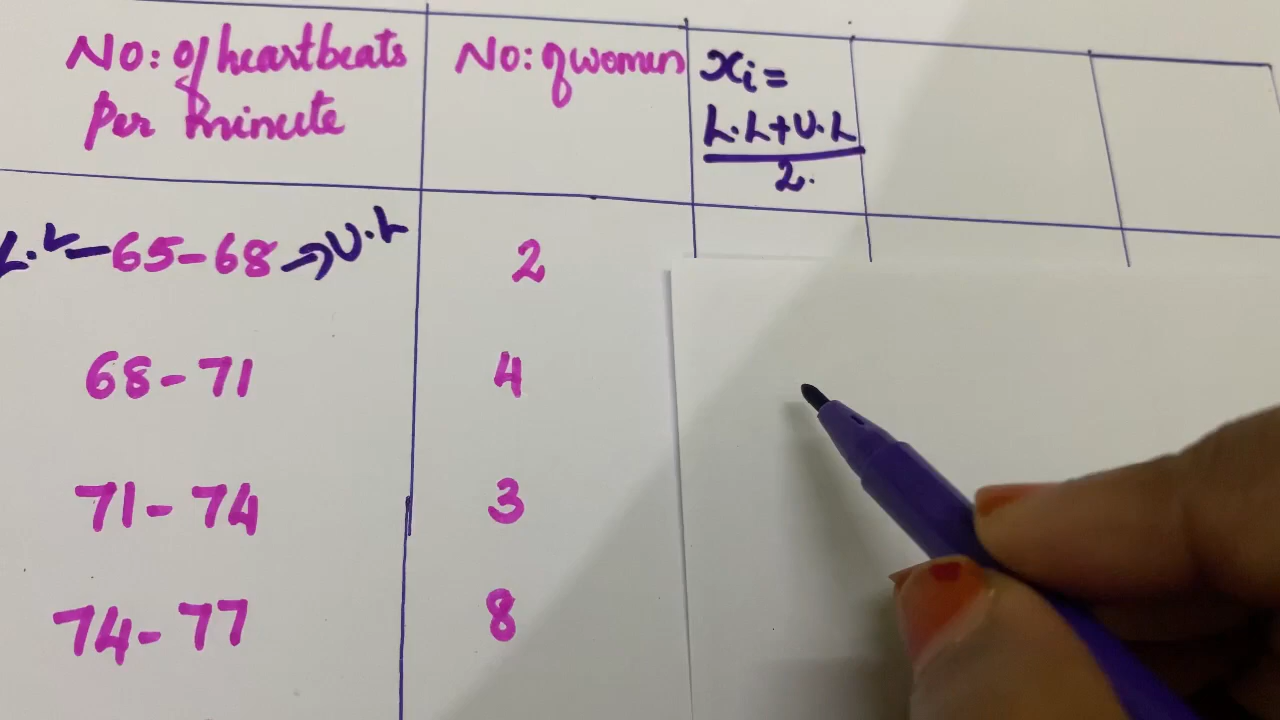 No: of heartbeats per minute
No: of women
xi =
L.L+U.L
2.
L.L 65-68 → U.L
2
68-71
4
71-74
3
74-77
8